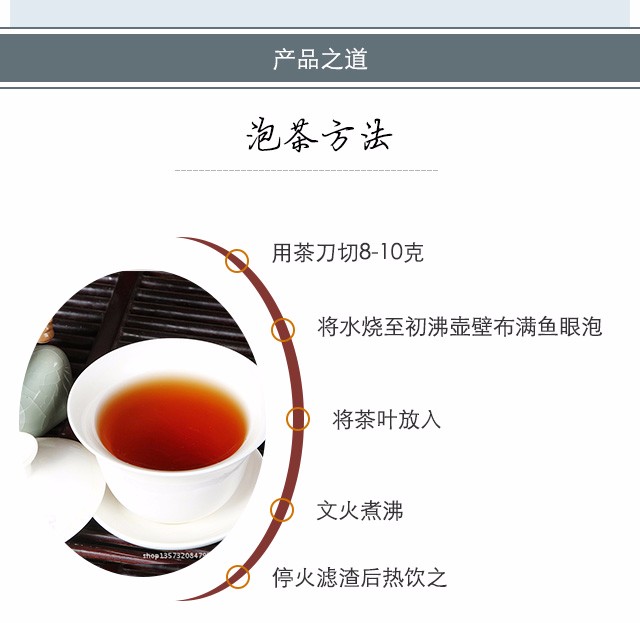 产品之道
泡茶方法
用茶刀切8-10克
将水烧至初沸壶壁布满鱼眼泡
将茶叶放入
文火煮沸
停火滤渣后热饮之